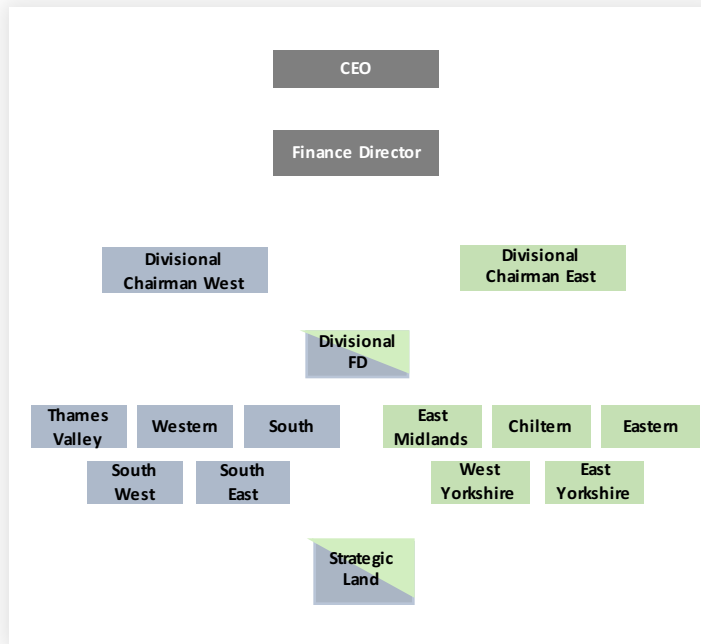 CEO
Finance Director
Divisional
Chairman West
Divisional
Chairman East
Divisional
FD
Thames
Valley
Western
South
East
Midlands
Chiltern
Eastern
South
West
South
East
West
Yorkshire
East
Yorkshire
Strategic
Land